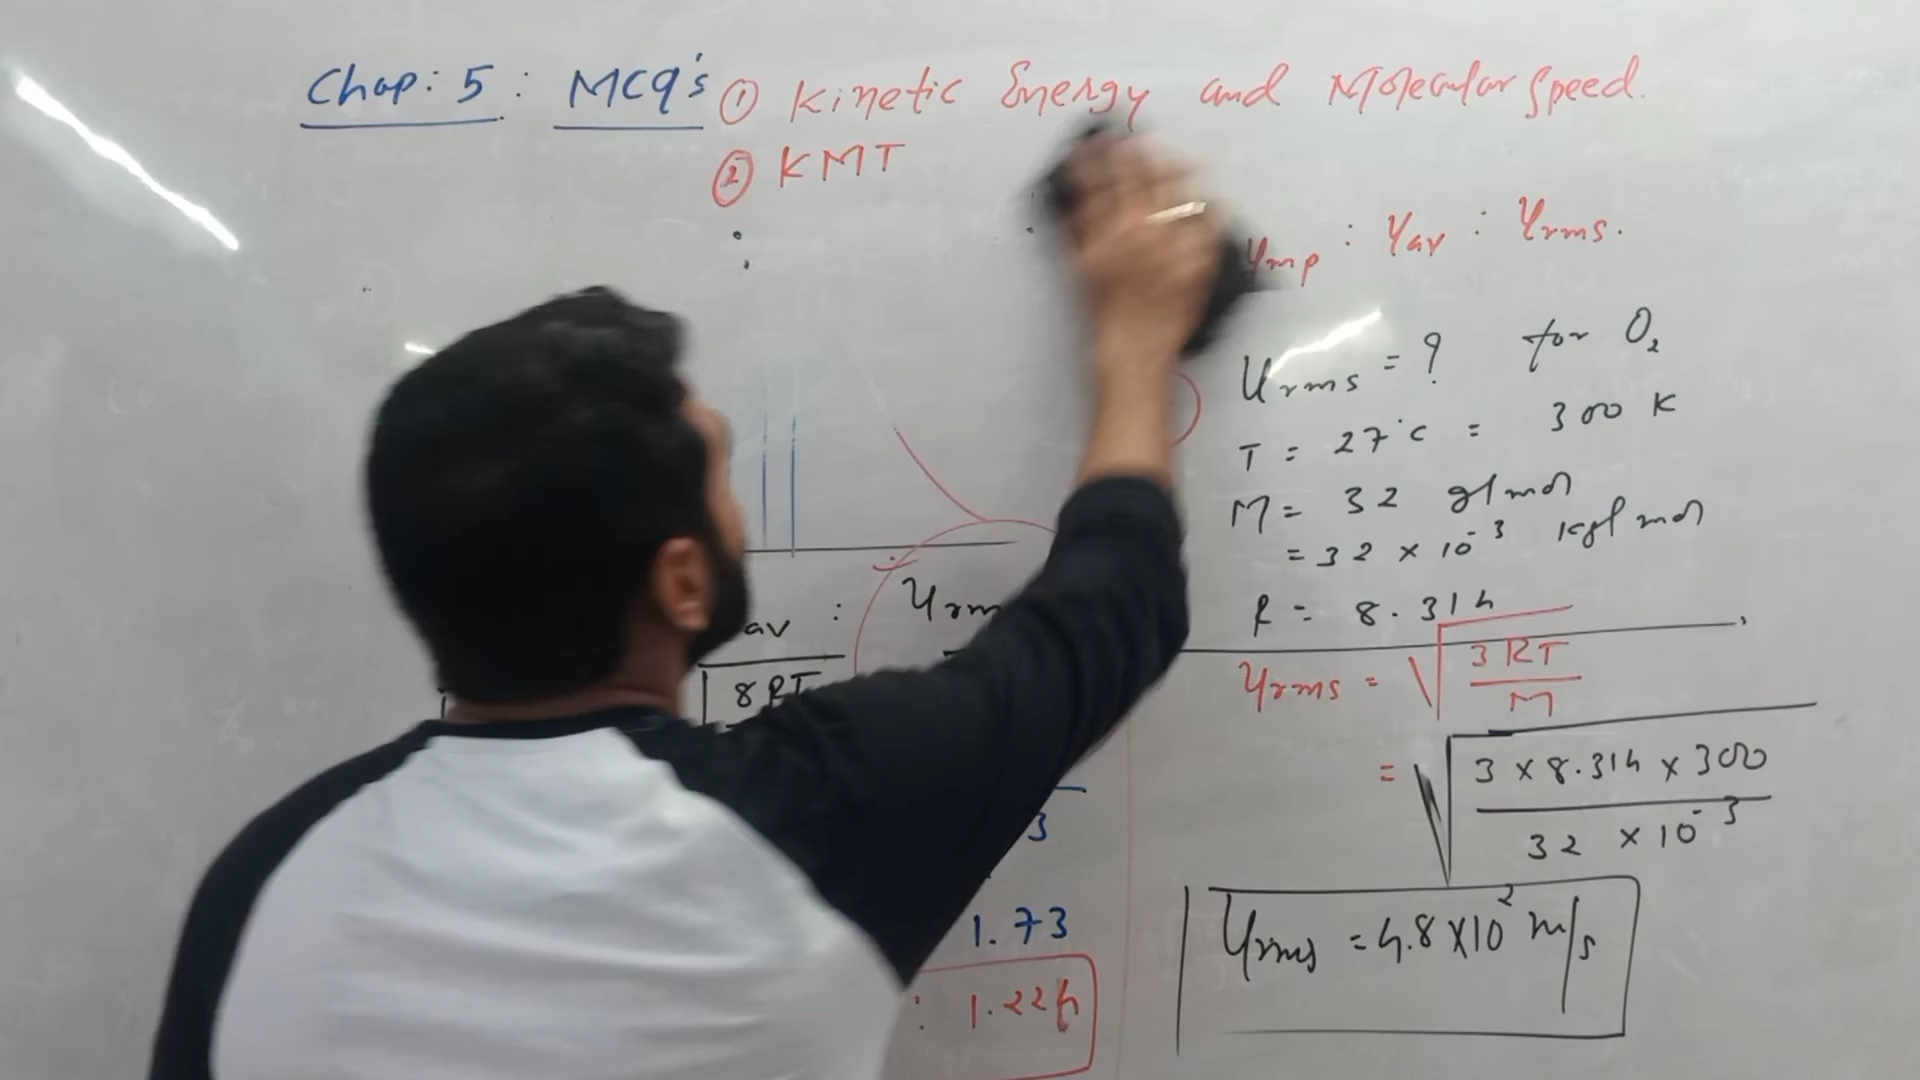 Chap: 5 : MCQ's ① Kinetic Energy and Molecular Speed.
② KMT
Ump : Uav : Urms.
Urms = ? for O₂
T = 27°C = 300 K
M = 32 g/mol
= 32 × 10⁻³ kg/mol
R = 8.314
av : Urm
8RT
3
1.73
: 1.224
Urms = √ 3RT
M
= √ 3 × 8.314 × 300
32 × 10⁻³
Urms = 4.8 × 10² m/s